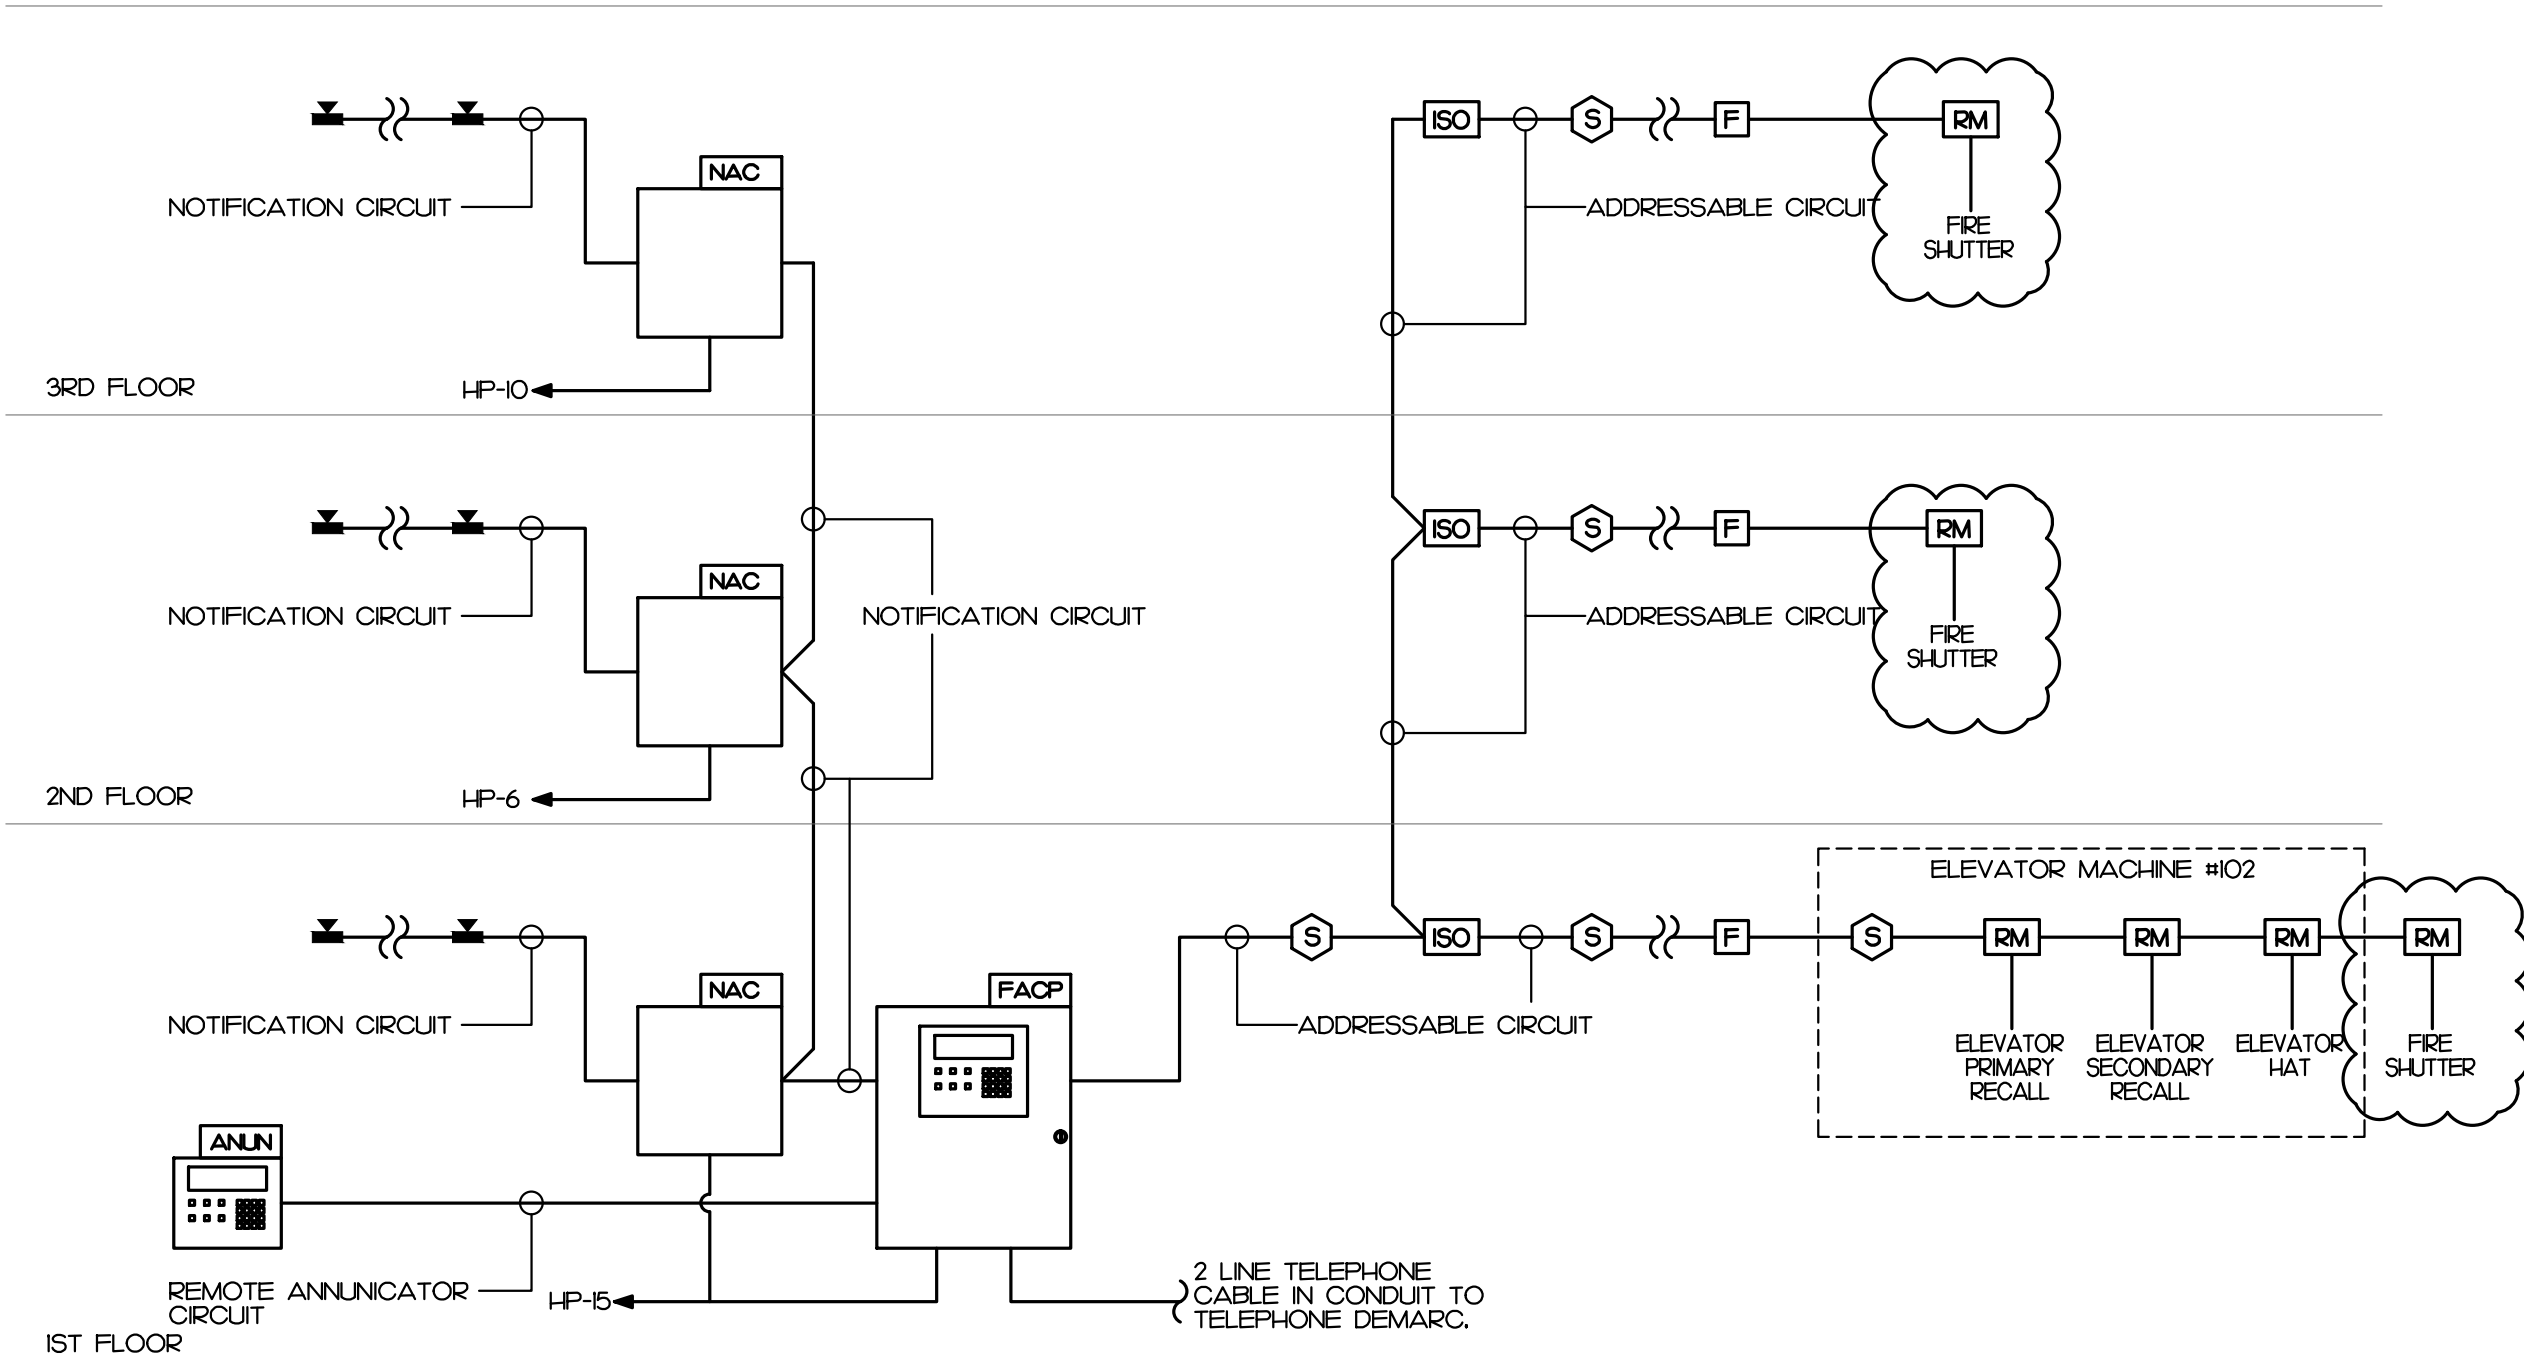 ISO
S
F
RM
NAC
NOTIFICATION CIRCUIT
ADDRESSABLE CIRCUIT
FIRE
SHUTTER
3RD FLOOR
HP-10
ISO
S
F
RM
NAC
NOTIFICATION CIRCUIT
NOTIFICATION CIRCUIT
ADDRESSABLE CIRCUIT
FIRE
SHUTTER
2ND FLOOR
HP-6
ELEVATOR MACHINE #102
S
ISO
S
F
S
RM
RM
RM
RM
NAC
FACP
NOTIFICATION CIRCUIT
ADDRESSABLE CIRCUIT
ELEVATOR
PRIMARY
RECALL
ELEVATOR
SECONDARY
RECALL
ELEVATOR
HAT
FIRE
SHUTTER
ANUN
REMOTE ANNUNICATOR
CIRCUIT
HP-15
2 LINE TELEPHONE
CABLE IN CONDUIT TO
TELEPHONE DEMARC.
1ST FLOOR